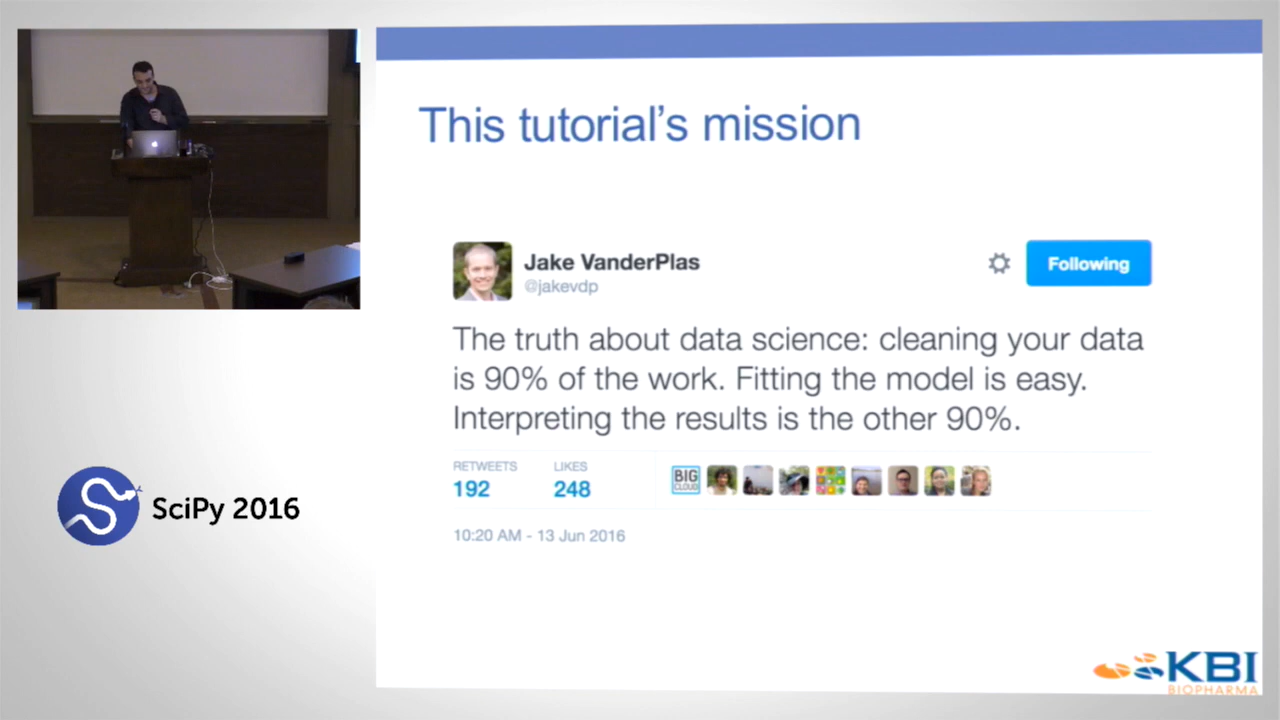 This tutorial's mission
Jake VanderPlas
@jakevdp
Following
The truth about data science: cleaning your data
is 90% of the work. Fitting the model is easy.
Interpreting the results is the other 90%.
RETWEETS
LIKES
192
248
BIG
CLOUD
10:20 AM - 13 Jun 2016
SciPy 2016
KBI
BIOPHARMA